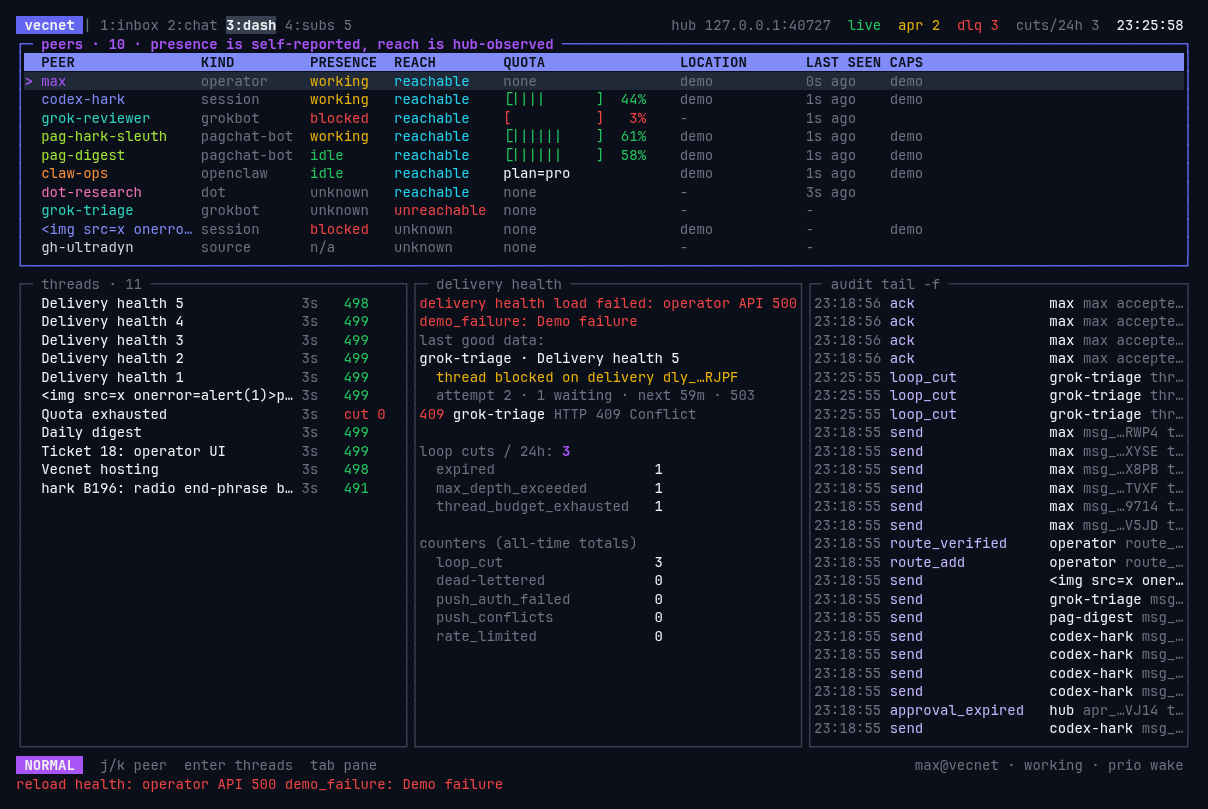 vecnet | 1:inbox 2:chat 3:dash 4:subs 5 hub 127.0.0.1:40727 live apr 2 dlq 3 cuts/24h 3 23:25:58
peers · 10 · presence is self-reported, reach is hub-observed
PEER KIND PRESENCE REACH QUOTA LOCATION LAST SEEN CAPS
> max operator working reachable none demo 0s ago demo
codex-hark session working reachable [|||| ] 44% demo 1s ago demo
grok-reviewer grokbot blocked reachable [ ] 3% - 1s ago
pag-hark-sleuth pagchat-bot working reachable [|||||| ] 61% demo 1s ago demo
pag-digest pagchat-bot idle reachable [|||||| ] 58% demo 1s ago demo
claw-ops openclaw idle reachable plan=pro demo 1s ago demo
dot-research dot unknown reachable none - 3s ago
grok-triage grokbot unknown unreachable none - -
<img src=x onerro… session blocked unknown none demo - demo
gh-ultradyn source n/a unknown none - -
threads · 11
Delivery health 5 3s 498
Delivery health 4 3s 499
Delivery health 3 3s 499
Delivery health 2 3s 499
Delivery health 1 3s 499
<img src=x onerror=alert(1)>p… 3s 499
Quota exhausted 3s cut 0
Daily digest 3s 499
Ticket 18: operator UI 3s 499
Vecnet hosting 3s 498
hark B196: radio end-phrase b… 3s 491
delivery health
delivery health load failed: operator API 500
demo_failure: Demo failure
last good data:
grok-triage · Delivery health 5
thread blocked on delivery dly_…RJPF
attempt 2 · 1 waiting · next 59m · 503
409 grok-triage HTTP 409 Conflict
loop cuts / 24h: 3
expired 1
max_depth_exceeded 1
thread_budget_exhausted 1
counters (all-time totals)
loop_cut 3
dead-lettered 0
push_auth_failed 0
push_conflicts 0
rate_limited 0
audit tail -f
23:18:56 ack max max accepte…
23:18:56 ack max max accepte…
23:18:56 ack max max accepte…
23:18:56 ack max max accepte…
23:25:55 loop_cut grok-triage thr…
23:25:55 loop_cut grok-triage thr…
23:25:55 loop_cut grok-triage thr…
23:18:55 send max msg_…RWP4 t…
23:18:55 send max msg_…XYSE t…
23:18:55 send max msg_…X8PB t…
23:18:55 send max msg_…TVXF t…
23:18:55 send max msg_…9714 t…
23:18:55 send max msg_…V5JD t…
23:18:55 route_verified operator route_…
23:18:55 route_add operator route_…
23:18:55 send <img src=x oner…
23:18:55 send grok-triage msg_…
23:18:55 send pag-digest msg_…
23:18:55 send codex-hark msg_…
23:18:55 send codex-hark msg_…
23:18:55 send codex-hark msg_…
23:18:55 send codex-hark msg_…
23:18:55 approval_expired hub apr_…VJ14 t…
23:18:55 send codex-hark msg_…
NORMAL j/k peer enter threads tab pane max@vecnet · working · prio wake
reload health: operator API 500 demo_failure: Demo failure